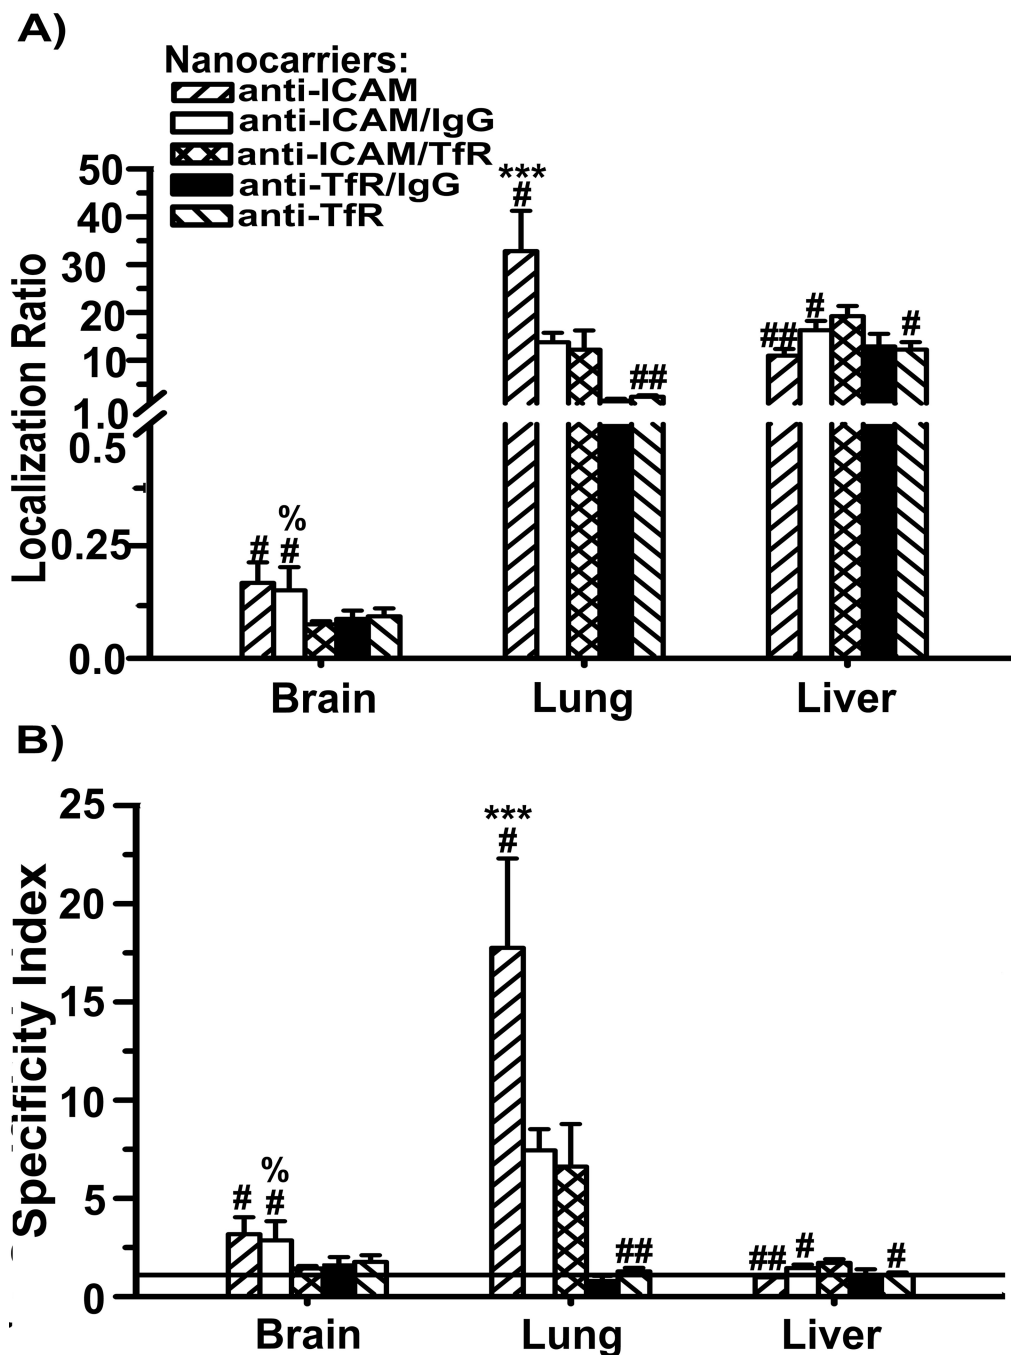 A)
Nanocarriers:
anti-ICAM
anti-ICAM/IgG
anti-ICAM/TfR
anti-TfR/IgG
anti-TfR
Localization Ratio
50
40
30
20
10
1.0
0.5
0.25
0.0
# % #
*** # ##
## # #
Brain Lung Liver
B)
Specificity Index
25
20
15
10
5
0
# % #
*** # ##
## # #
Brain Lung Liver